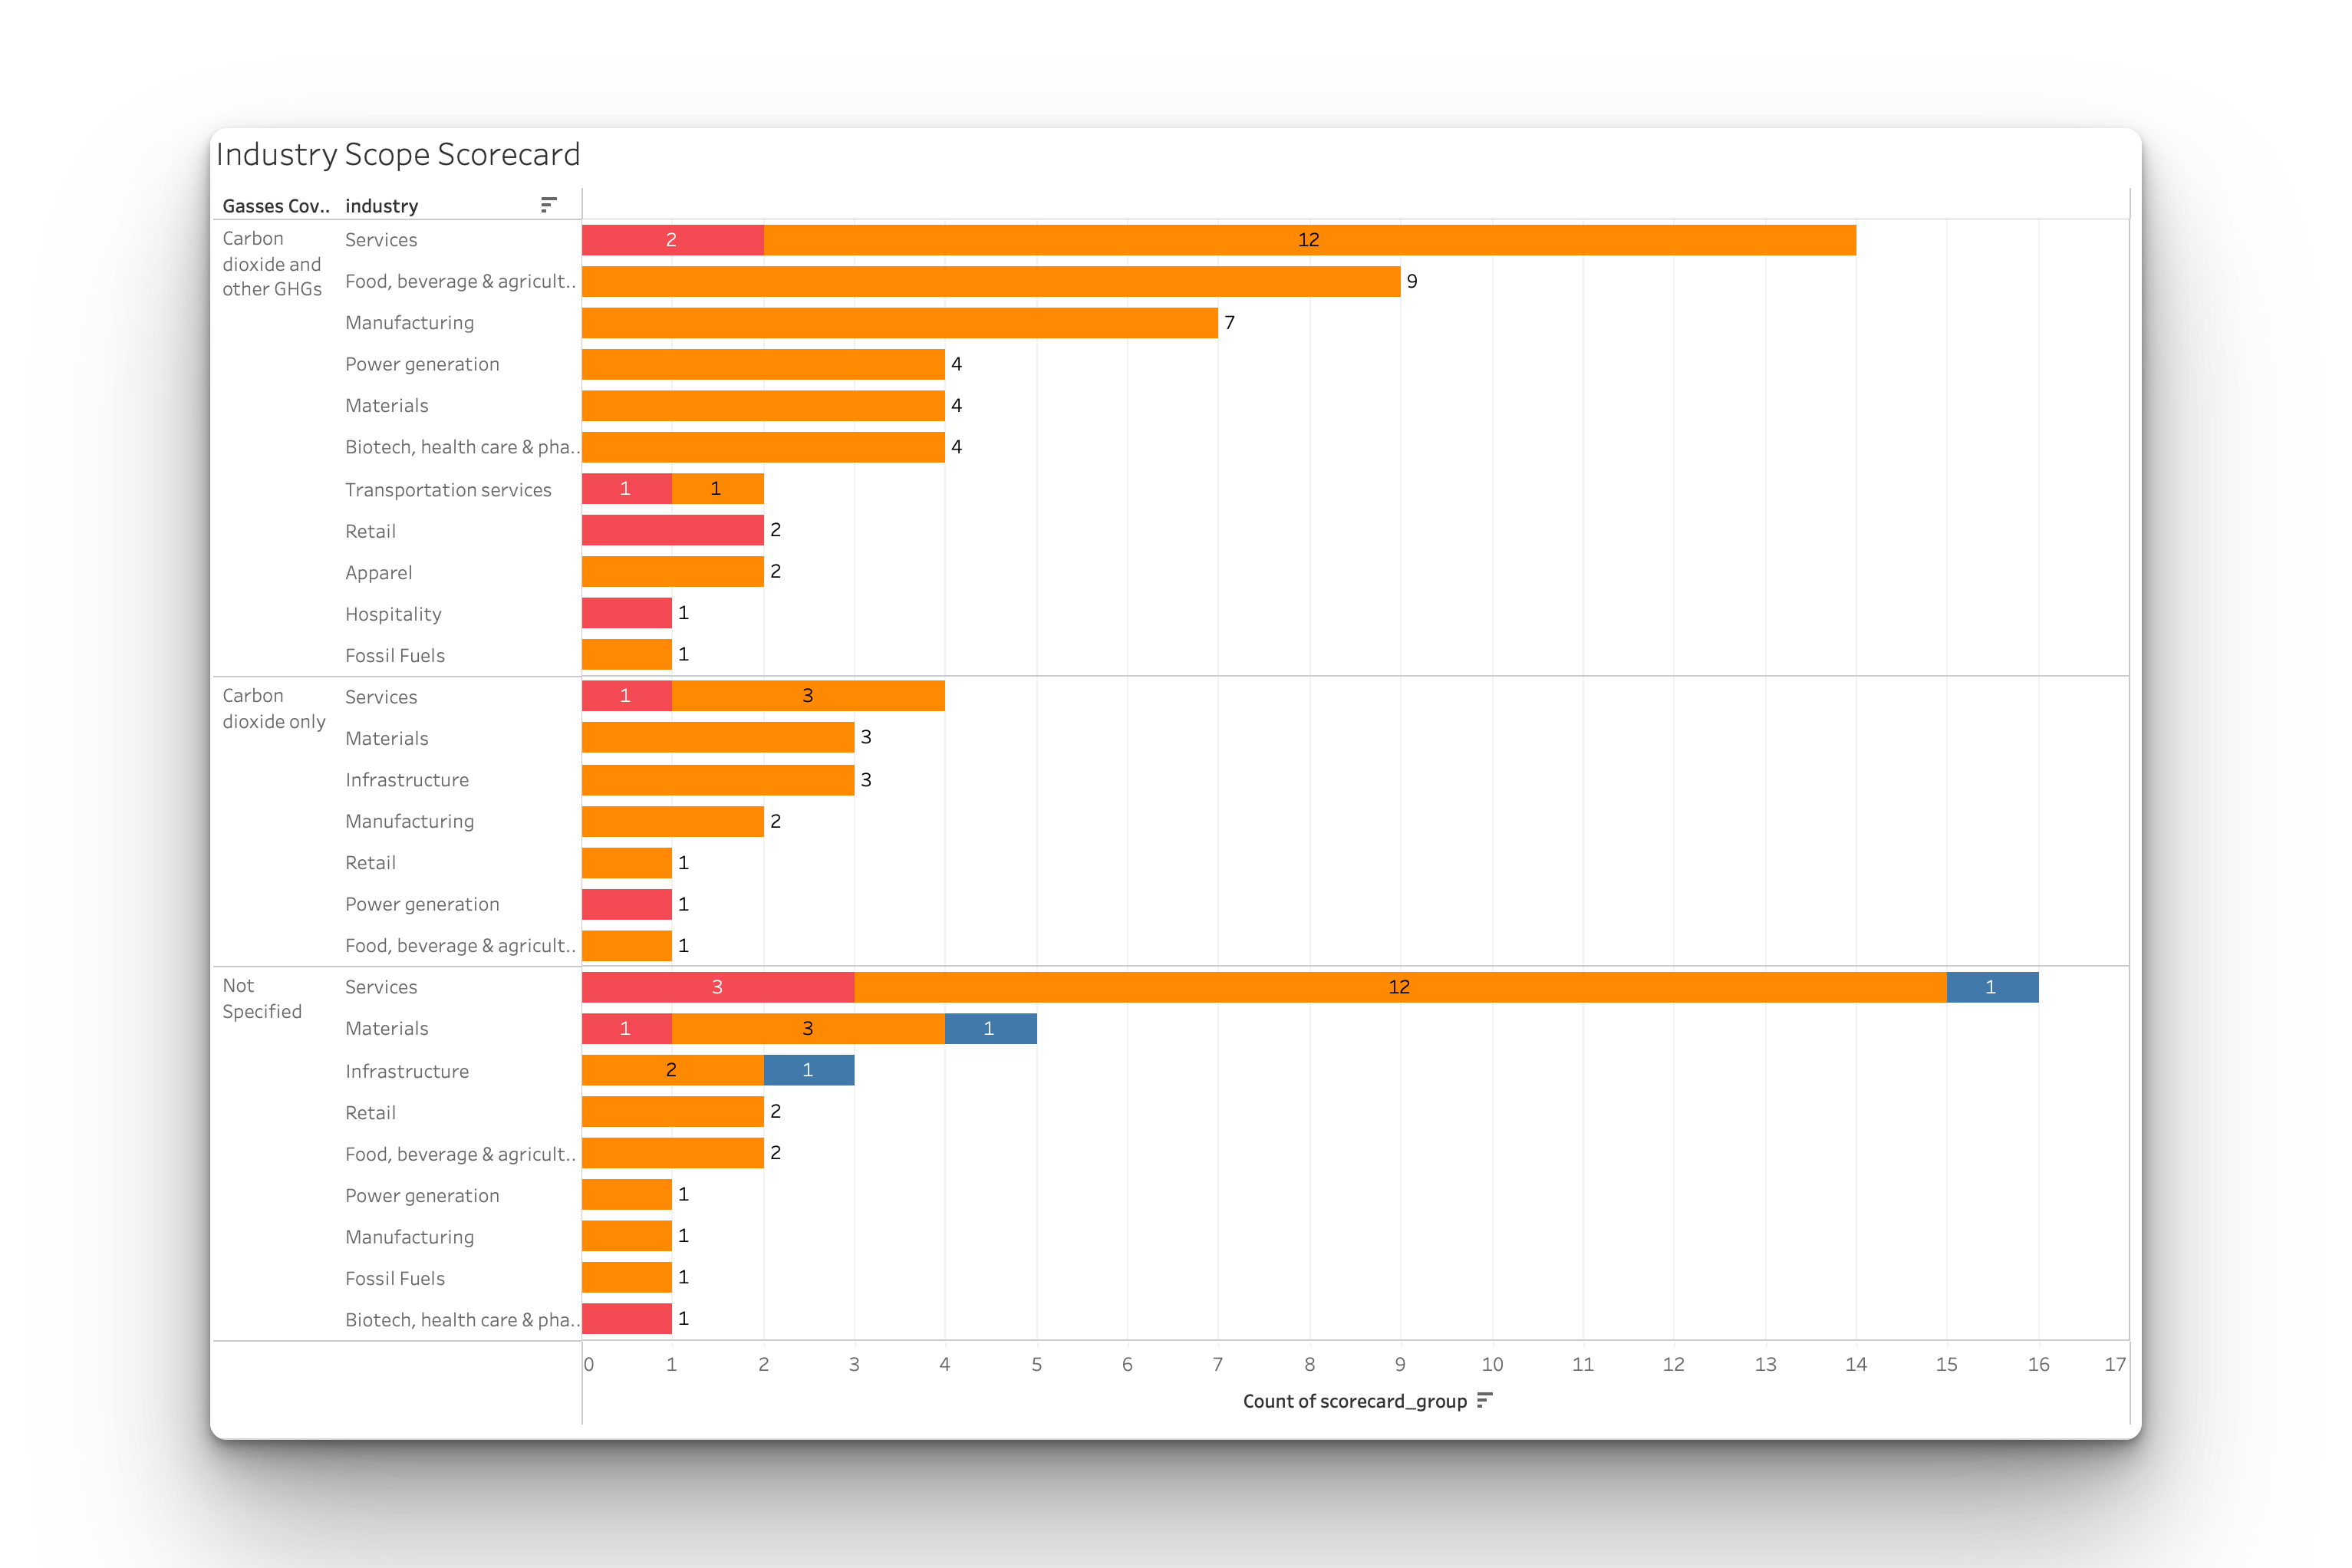 Industry Scope Scorecard
Gasses Cov.. industry
Carbon dioxide and other GHGs
Services 2 12
Food, beverage & agricult.. 9
Manufacturing 7
Power generation 4
Materials 4
Biotech, health care & pha.. 4
Transportation services 1 1
Retail 2
Apparel 2
Hospitality 1
Fossil Fuels 1
Carbon dioxide only
Services 1 3
Materials 3
Infrastructure 3
Manufacturing 2
Retail 1
Power generation 1
Food, beverage & agricult.. 1
Not Specified
Services 3 12 1
Materials 1 3 1
Infrastructure 2 1
Retail 2
Food, beverage & agricult.. 2
Power generation 1
Manufacturing 1
Fossil Fuels 1
Biotech, health care & pha.. 1
0 1 2 3 4 5 6 7 8 9 10 11 12 13 14 15 16 17
Count of scorecard_group